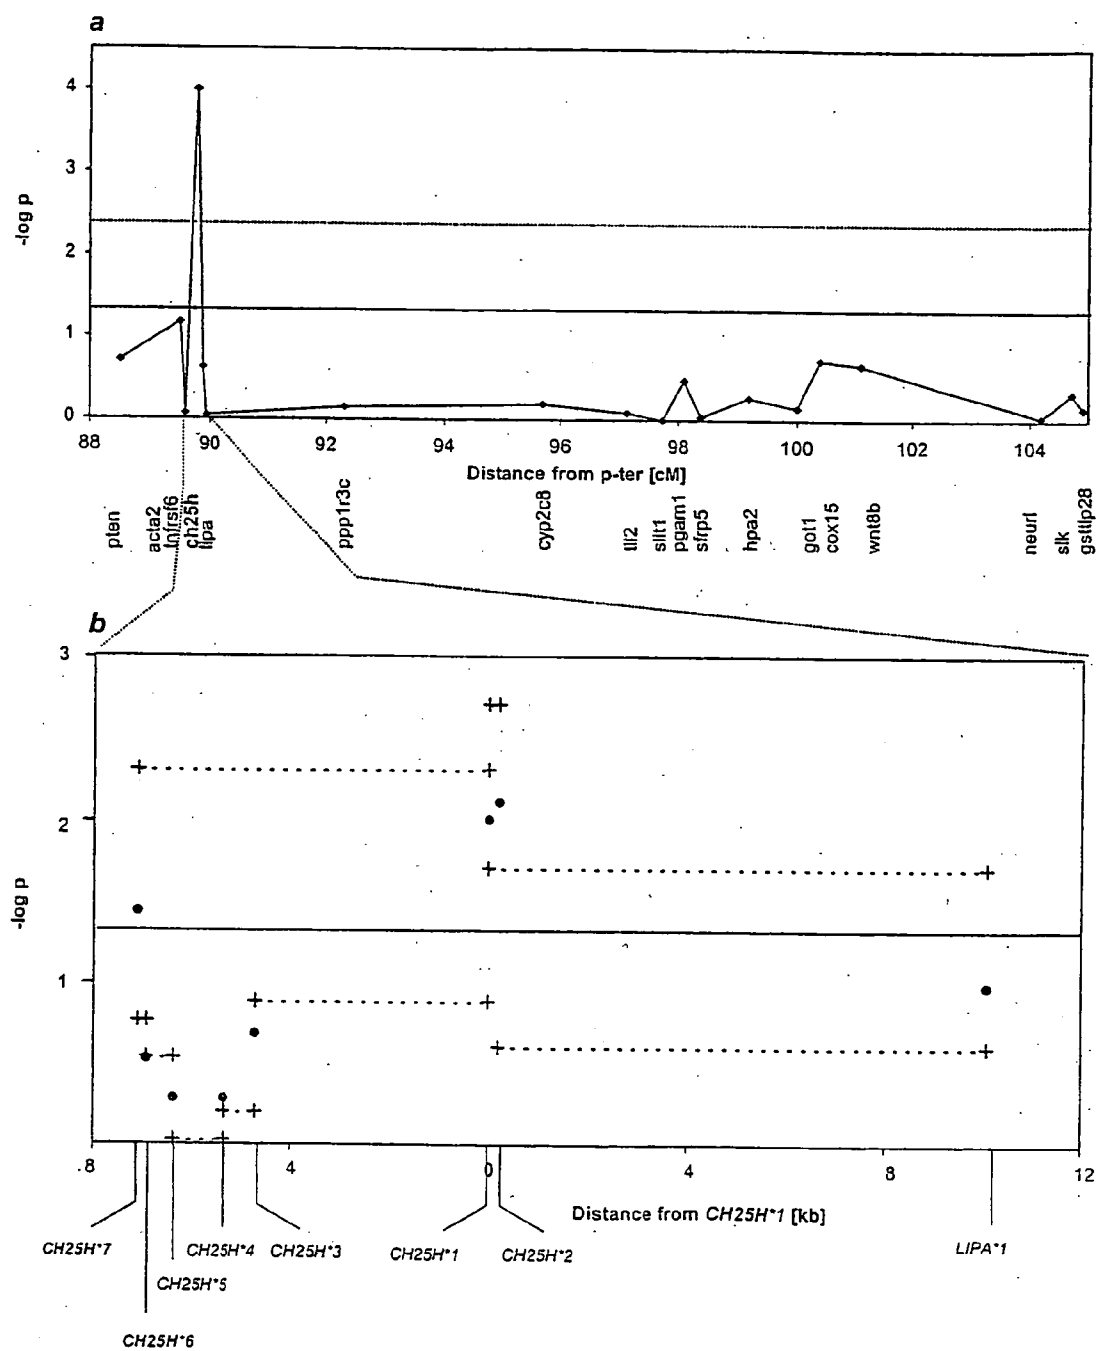 a
4
3
2
1
0
-log p
88 90 92 94 96 98 100 102 104
Distance from p-ter [cM]
pten
acta2
tnfrsf6
ch25h
lipa
ppp1r3c
cyp2c8
tll2
slit1
pgam1
sfrp5
hpa2
got1
cox15
wnt8b
neurl
slk
gsttlp28
b
3
2
1
-log p
8 4 0 4 8 12
Distance from CH25H*1 [kb]
CH25H*7
CH25H*4
CH25H*3
CH25H*1
CH25H*2
LIPA*1
CH25H*5
CH25H*6